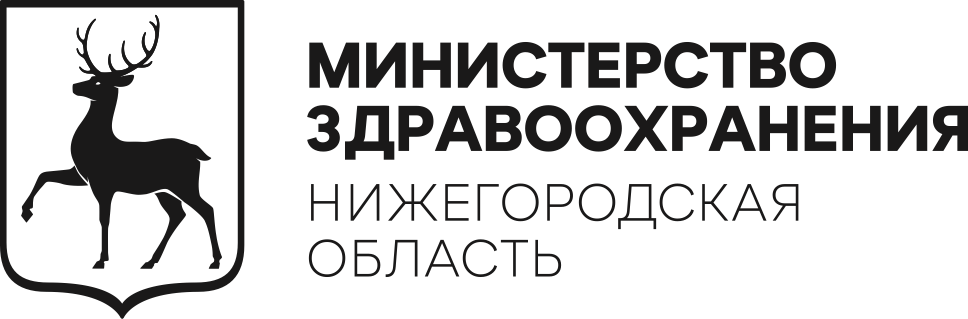 МИНИСТЕРСТВО
ЗДРАВООХРАНЕНИЯ
НИЖЕГОРОДСКАЯ
ОБЛАСТЬ